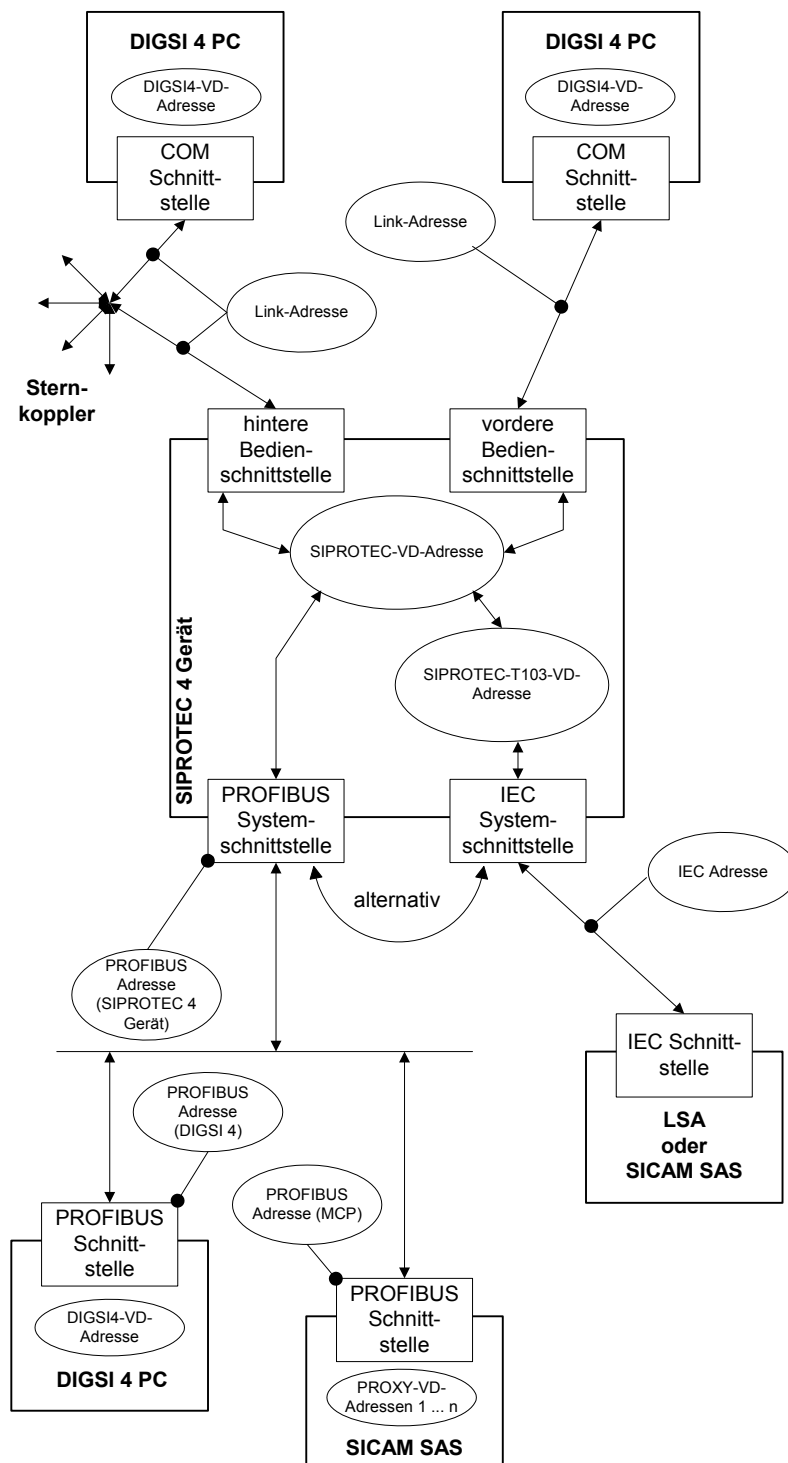 DIGSI 4 PC
DIGSI4-VD-
Adresse
COM
Schnitt-
stelle
DIGSI 4 PC
DIGSI4-VD-
Adresse
COM
Schnitt-
stelle
Link-Adresse
Link-Adresse
Stern-
koppler
hintere
Bedien-
schnittstelle
vordere
Bedien-
schnittstelle
SIPROTEC-VD-Adresse
SIPROTEC-T103-VD-
Adresse
SIPROTEC 4 Gerät
PROFIBUS
System-
schnittstelle
IEC
System-
schnittstelle
alternativ
IEC Adresse
PROFIBUS
Adresse
(SIPROTEC 4
Gerät)
IEC Schnitt-
stelle
LSA
oder
SICAM SAS
PROFIBUS
Adresse
(DIGSI 4)
PROFIBUS
Adresse (MCP)
PROFIBUS
Schnitt-
stelle
DIGSI4-VD-
Adresse
DIGSI 4 PC
PROFIBUS
Schnitt-
stelle
PROXY-VD-
Adressen 1 ... n
SICAM SAS